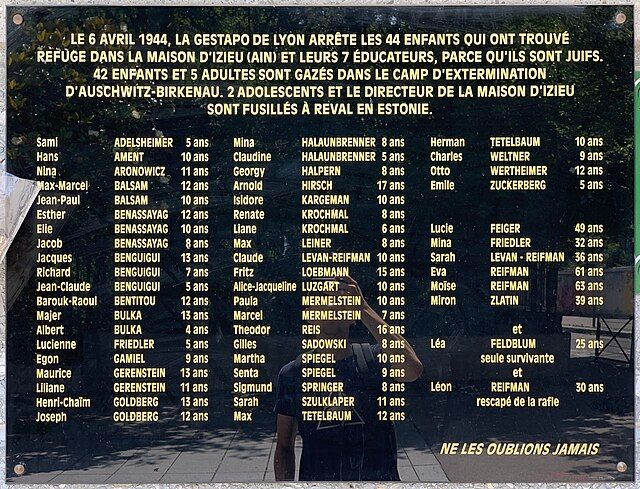 LE 6 AVRIL 1944, LA GESTAPO DE LYON ARRÊTE LES 44 ENFANTS QUI ONT TROUVÉ
REFUGE DANS LA MAISON D'IZIEU (AIN) ET LEURS 7 ÉDUCATEURS, PARCE QU'ILS SONT JUIFS.
42 ENFANTS ET 5 ADULTES SONT GAZÉS DANS LE CAMP D'EXTERMINATION
D'AUSCHWITZ-BIRKENAU. 2 ADOLESCENTS ET LE DIRECTEUR DE LA MAISON D'IZIEU
SONT FUSILLÉS À REVAL EN ESTONIE.
Sami ADELSHEIMER 5 ans
Hans AMENT 10 ans
Nina ARONOWICZ 11 ans
Max-Marcel BALSAM 12 ans
Jean-Paul BALSAM 10 ans
Esther BENASSAYAG 12 ans
Elie BENASSAYAG 10 ans
Jacob BENASSAYAG 8 ans
Jacques BENGUIGUI 13 ans
Richard BENGUIGUI 7 ans
Jean-Claude BENGUIGUI 5 ans
Barouk-Raoul BENTITOU 12 ans
Majer BULKA 13 ans
Albert BULKA 4 ans
Lucienne FRIEDLER 5 ans
Egon GAMIEL 9 ans
Maurice GERENSTEIN 13 ans
Liliane GERENSTEIN 11 ans
Henri-Chaïm GOLDBERG 13 ans
Joseph GOLDBERG 12 ans
Mina HALAUNBRENNER 8 ans
Claudine HALAUNBRENNER 5 ans
Georgy HALPERN 8 ans
Arnold HIRSCH 17 ans
Isidore KARGEMAN 10 ans
Renate KROCHMAL 8 ans
Liane KROCHMAL 6 ans
Max LEINER 8 ans
Claude LEVAN-REIFMAN 10 ans
Fritz LOEBMANN 15 ans
Alice-Jacqueline LUZGART 10 ans
Paula MERMELSTEIN 10 ans
Marcel MERMELSTEIN 7 ans
Theodor REIS 16 ans
Gilles SADOWSKI 8 ans
Martha SPIEGEL 10 ans
Senta SPIEGEL 9 ans
Sigmund SPRINGER 8 ans
Sarah SZULKLAPER 11 ans
Max TETELBAUM 12 ans
Herman TETELBAUM 10 ans
Charles WELTNER 9 ans
Otto WERTHEIMER 12 ans
Emile ZUCKERBERG 5 ans
Lucie FEIGER 49 ans
Mina FRIEDLER 32 ans
Sarah LEVAN - REIFMAN 36 ans
Eva REIFMAN 61 ans
Moïse REIFMAN 63 ans
Miron ZLATIN 39 ans
et
Léa FELDBLUM 25 ans
seule survivante
et
Léon REIFMAN 30 ans
rescapé de la rafle
NE LES OUBLIONS JAMAIS